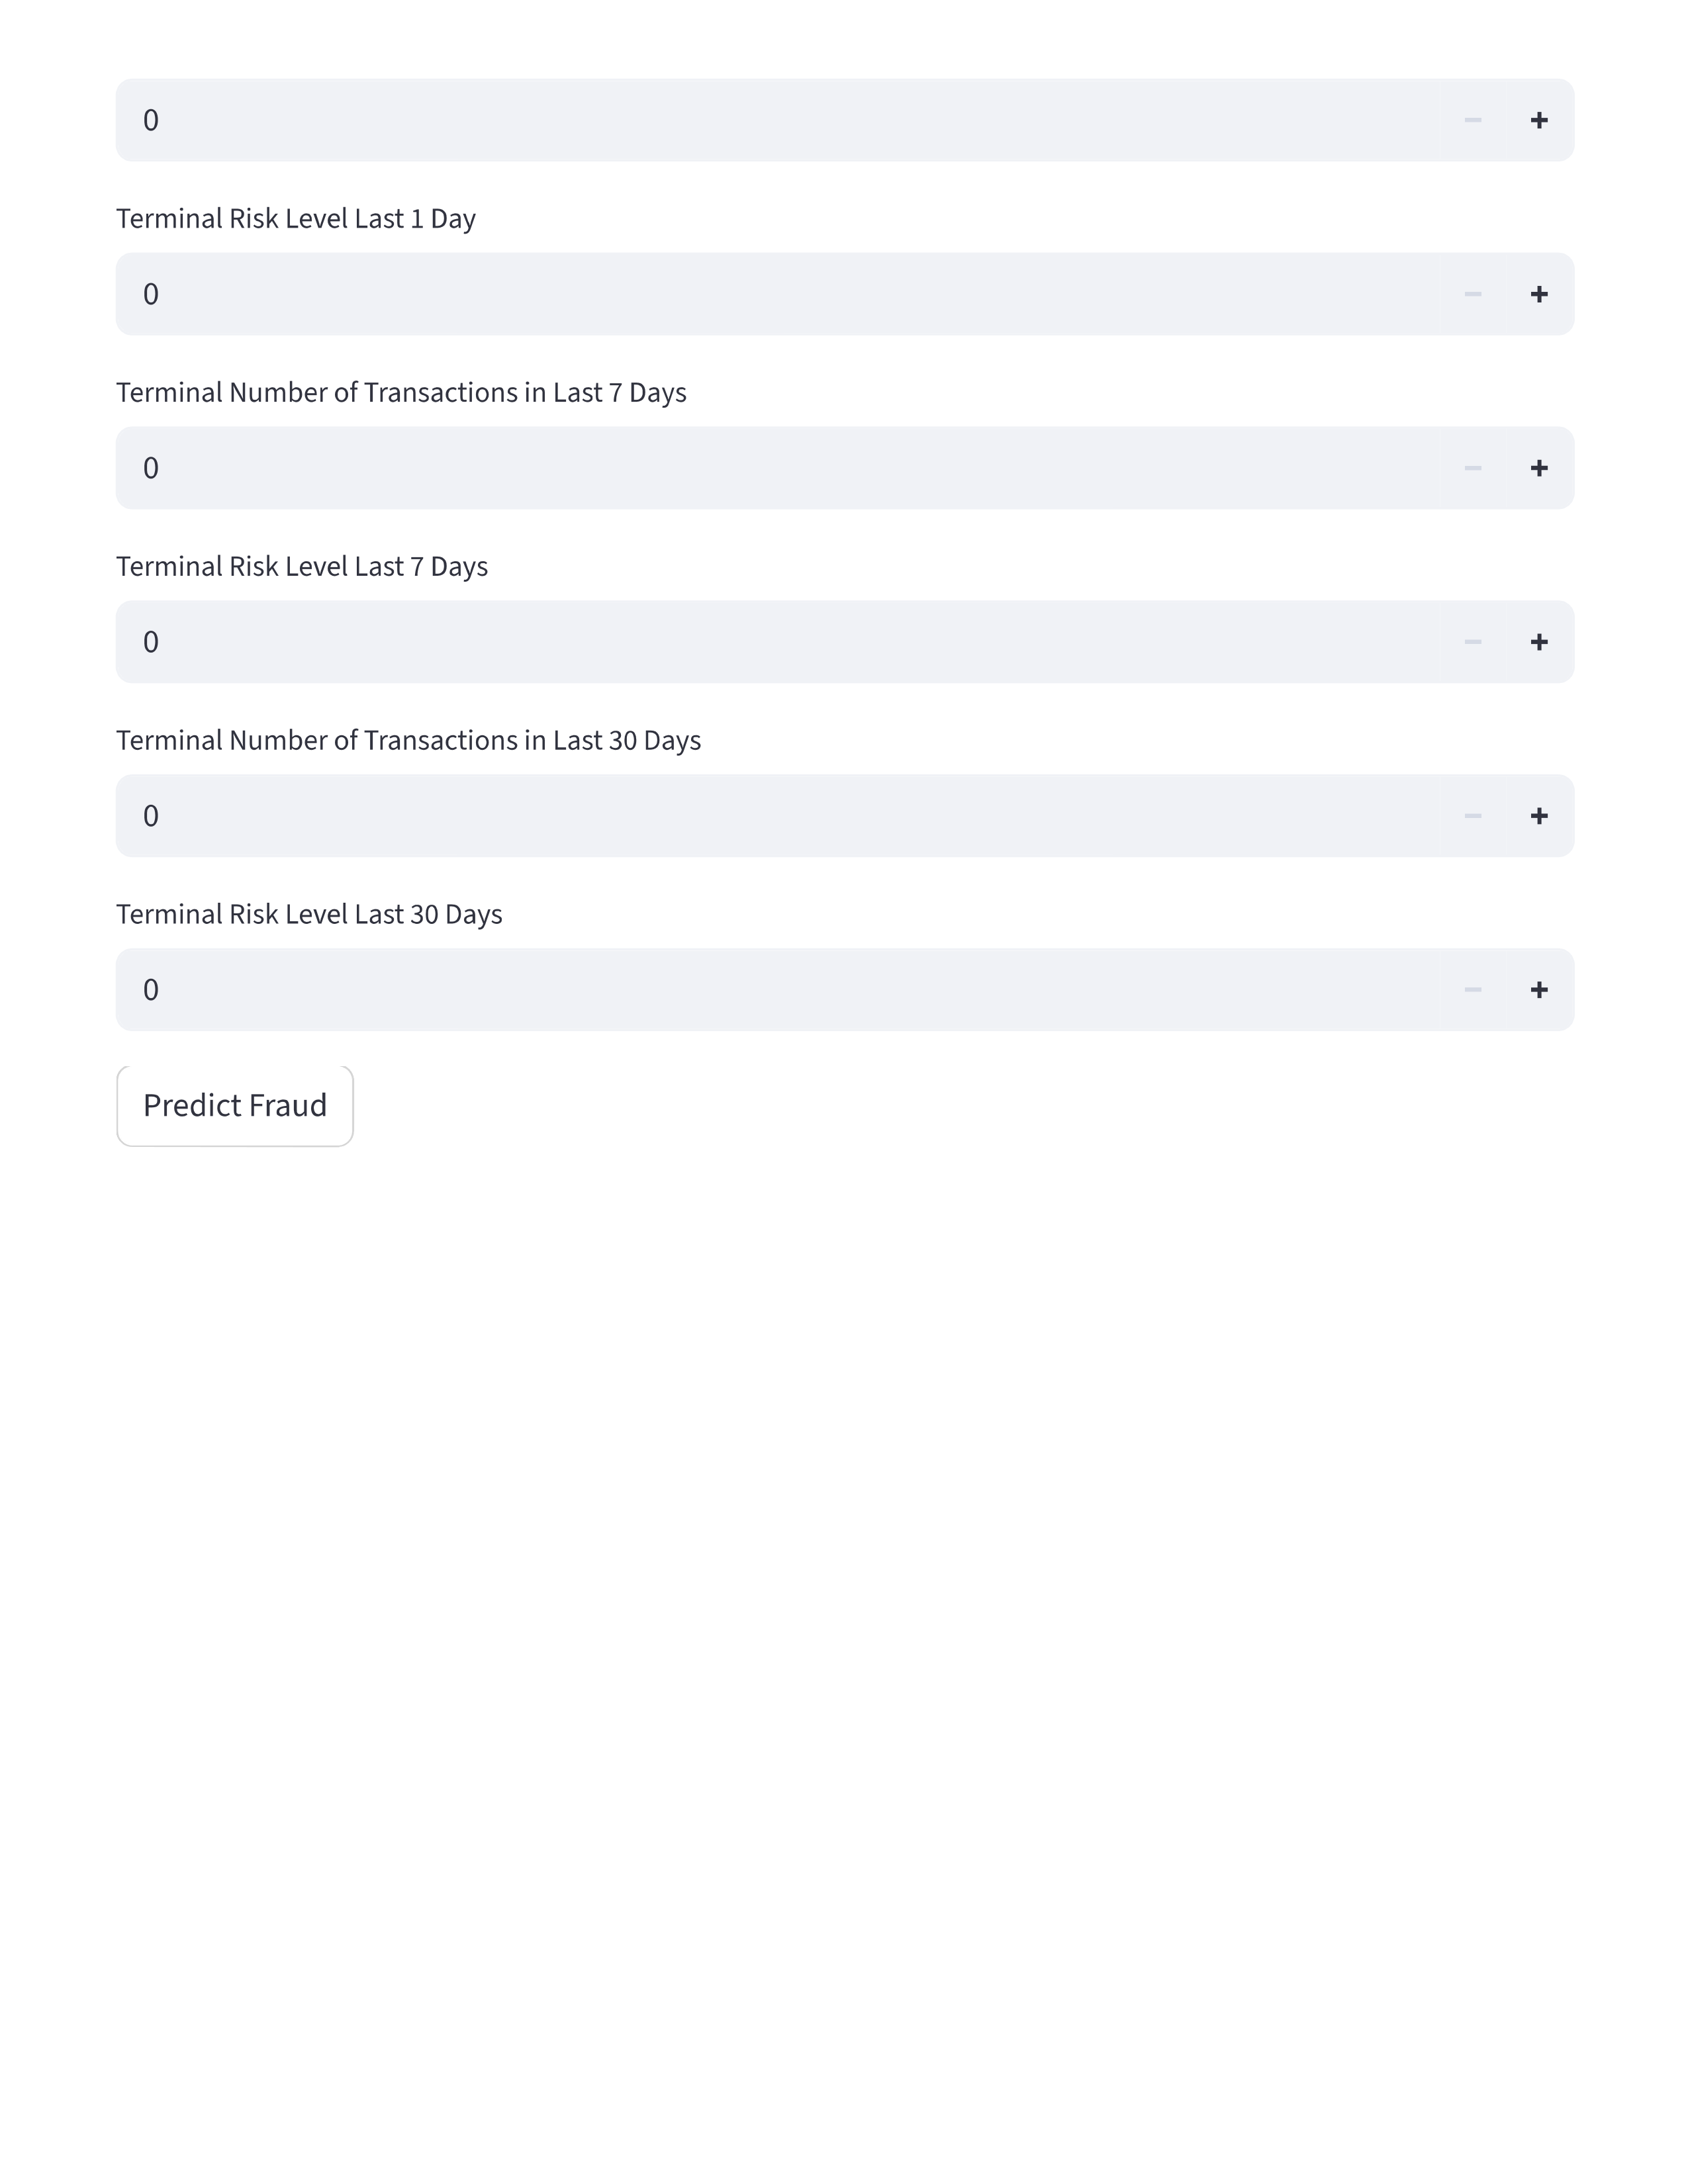 0
Terminal Risk Level Last 1 Day
0
Terminal Number of Transactions in Last 7 Days
0
Terminal Risk Level Last 7 Days
0
Terminal Number of Transactions in Last 30 Days
0
Terminal Risk Level Last 30 Days
0
Predict Fraud